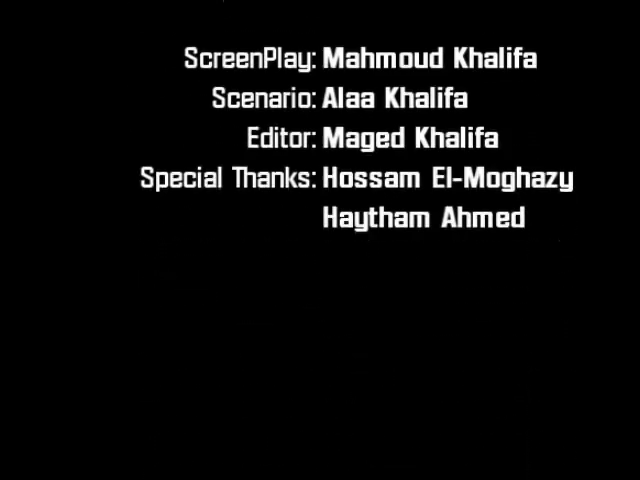 ScreenPlay: Mahmoud Khalifa
Scenario: Alaa Khalifa
Editor: Maged Khalifa
Special Thanks: Hossam El-Moghazy
Haytham Ahmed